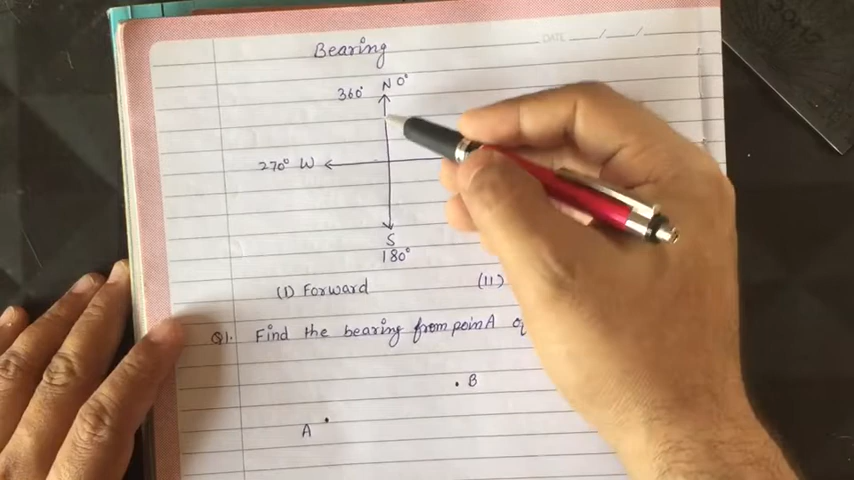 Bearing
DATE / /
360° N 0°
270° W
S
180°
(I) Forward (II)
Q1. Find the bearing from poinA
. B
A .